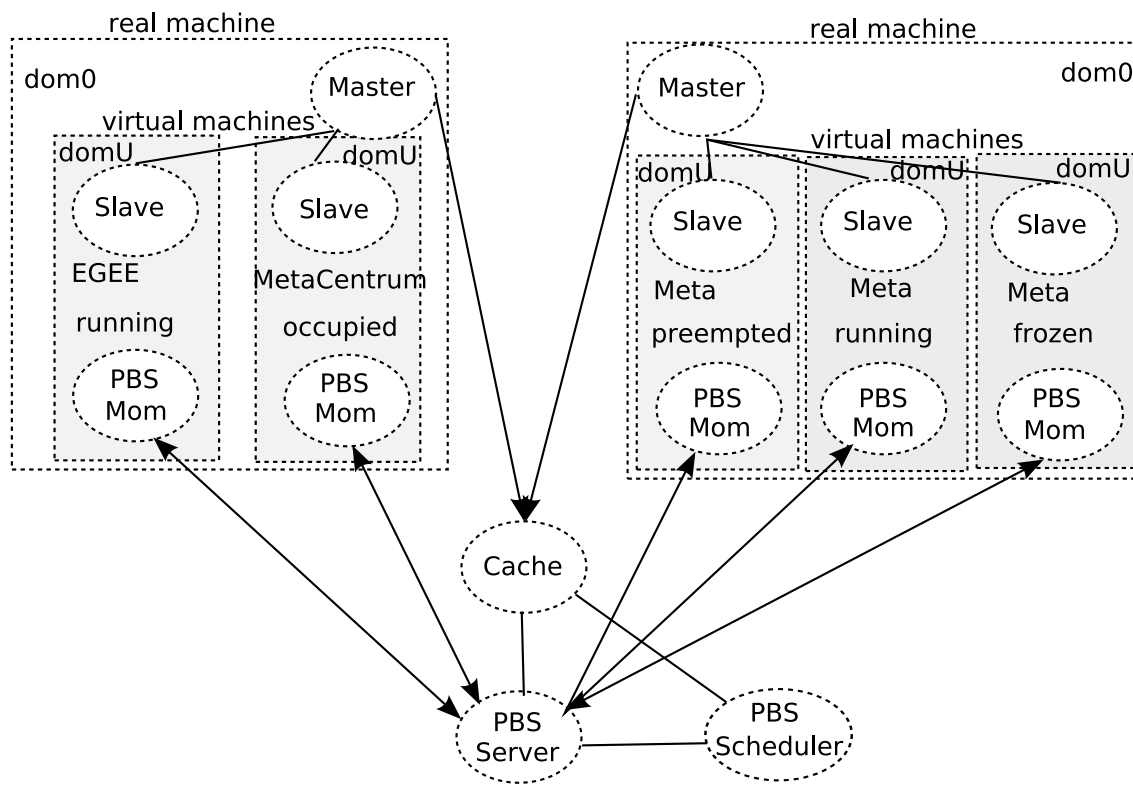 real machine
dom0
Master
virtual machines
domU
Slave
EGEE
running
PBS
Mom
domU
Slave
MetaCentrum
occupied
PBS
Mom
real machine
dom0
Master
virtual machines
domU
Slave
Meta
preempted
PBS
Mom
domU
Slave
Meta
running
PBS
Mom
domU
Slave
Meta
frozen
PBS
Mom
Cache
PBS
Server
PBS
Scheduler